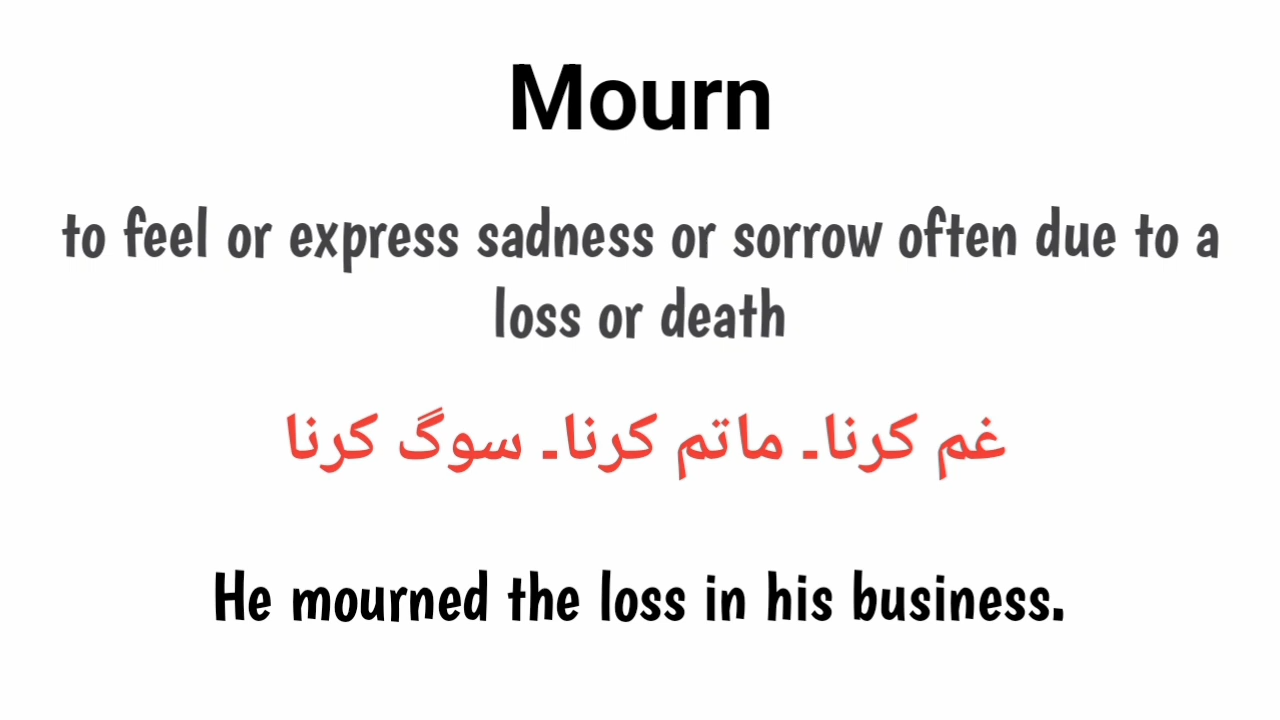 Mourn
to feel or express sadness or sorrow often due to a
loss or death
غم کرنا۔ ماتم کرنا۔ سوگ کرنا
He mourned the loss in his business.